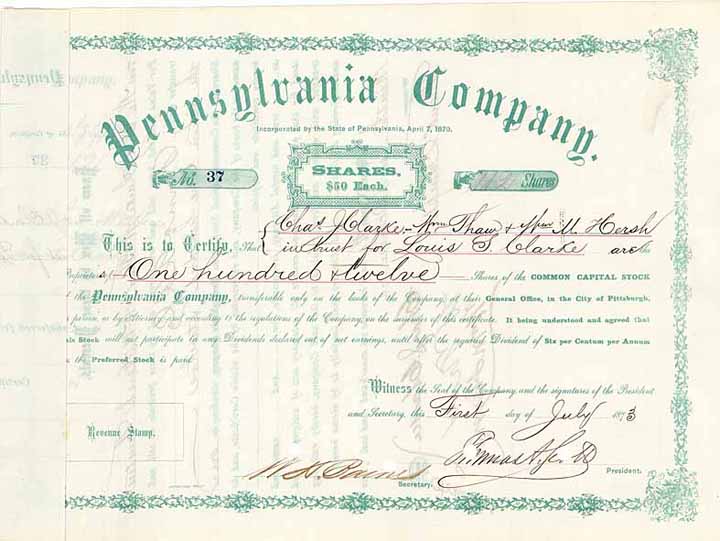 Pennsylvania Company.
Incorporated by the State of Pennsylvania, April 7, 1870.
No. 37
SHARES,
$50 Each.
112 Shares
Chas J Clarke - Wm Thaw & Wm M. Hersh
This is to Certify, That in trust for Louis S. Clarke are the
Proprietors of One hundred & twelve Shares of the COMMON CAPITAL STOCK
of the Pennsylvania Company, transferable only on the books of the Company, at their General Office, in the City of Pittsburgh,
in person, or by Attorney and according to the regulations of the Company, on the surrender of this certificate. It being understood and agreed that
this Stock will not participate in any Dividends declared out of net earnings, until after the required Dividend of Six per Centum per Annum
on the Preferred Stock is paid
Witness the Seal of the Company and the signatures of the President
and Secretary, this First day of July 1873
Revenue Stamp.
Secretary.
President.